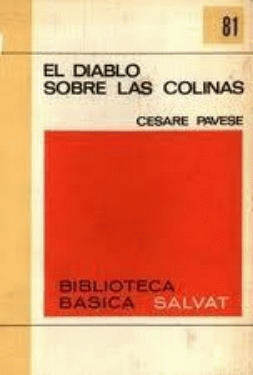 81
EL DIABLO
SOBRE LAS COLINAS
CESARE PAVESE
BIBLIOTECA
BASICA SALVAT